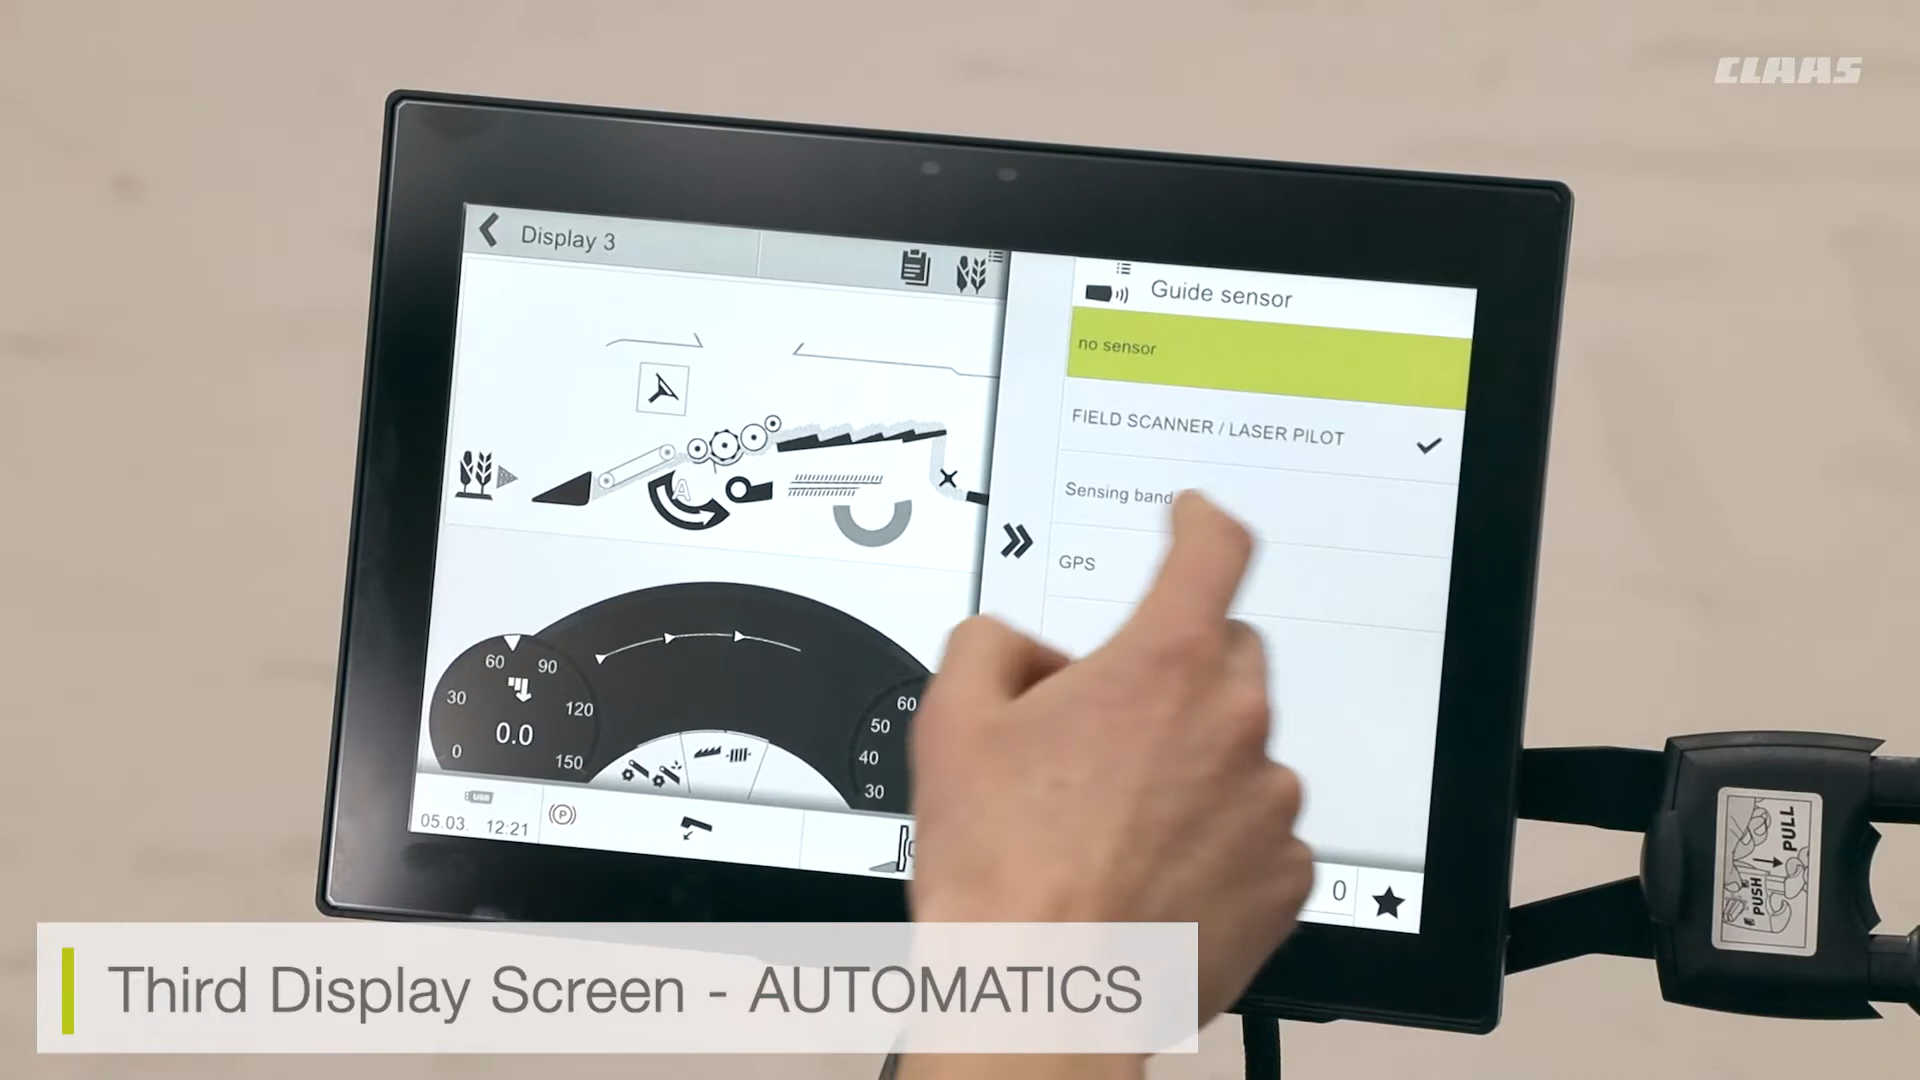 CLAAS
Display 3
Guide sensor
no sensor
FIELD SCANNER / LASER PILOT
Sensing band
GPS
A
0
30
60
90
120
150
0.0
60
50
40
30
USB
05.03. 12:21
P
0
PUSH
PULL
Third Display Screen - AUTOMATICS